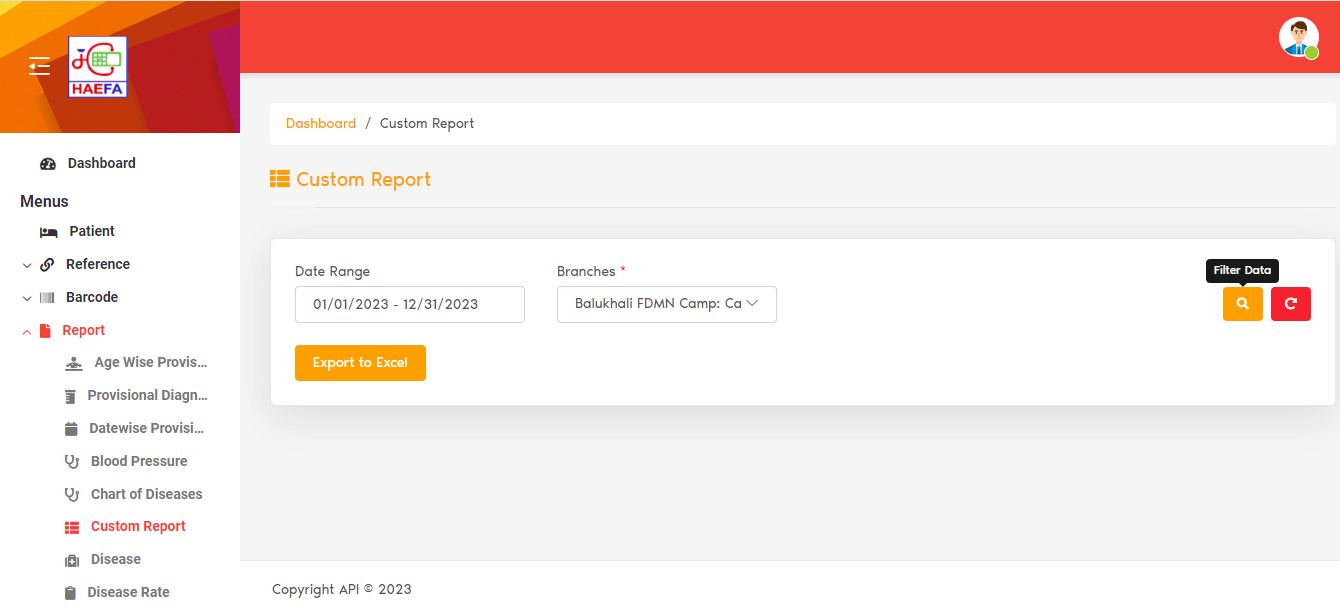 HAEFA
Dashboard
Menus
Patient
Reference
Barcode
Report
Age Wise Provis...
Provisional Diagn...
Datewise Provisi...
Blood Pressure
Chart of Diseases
Custom Report
Disease
Disease Rate
Dashboard / Custom Report
Custom Report
Date Range
Branches *
Filter Data
01/01/2023 - 12/31/2023
Balukhali FDMN Camp: Ca
Export to Excel
Copyright API © 2023